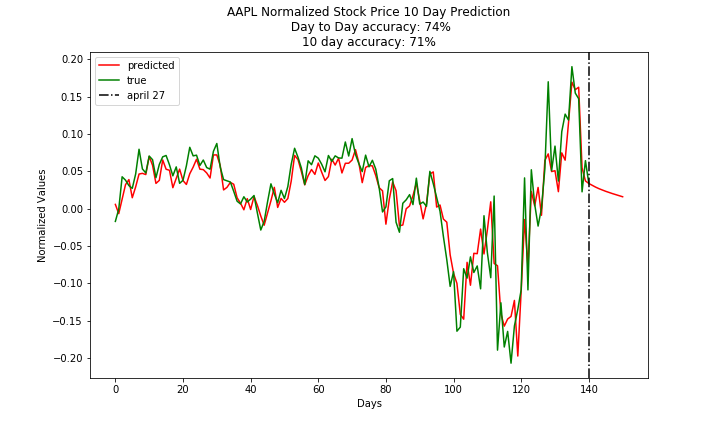 AAPL Normalized Stock Price 10 Day Prediction
Day to Day accuracy: 74%
10 day accuracy: 71%
predicted
true
april 27
Normalized Values
0.20
0.15
0.10
0.05
0.00
−0.05
−0.10
−0.15
−0.20
0 20 40 60 80 100 120 140
Days